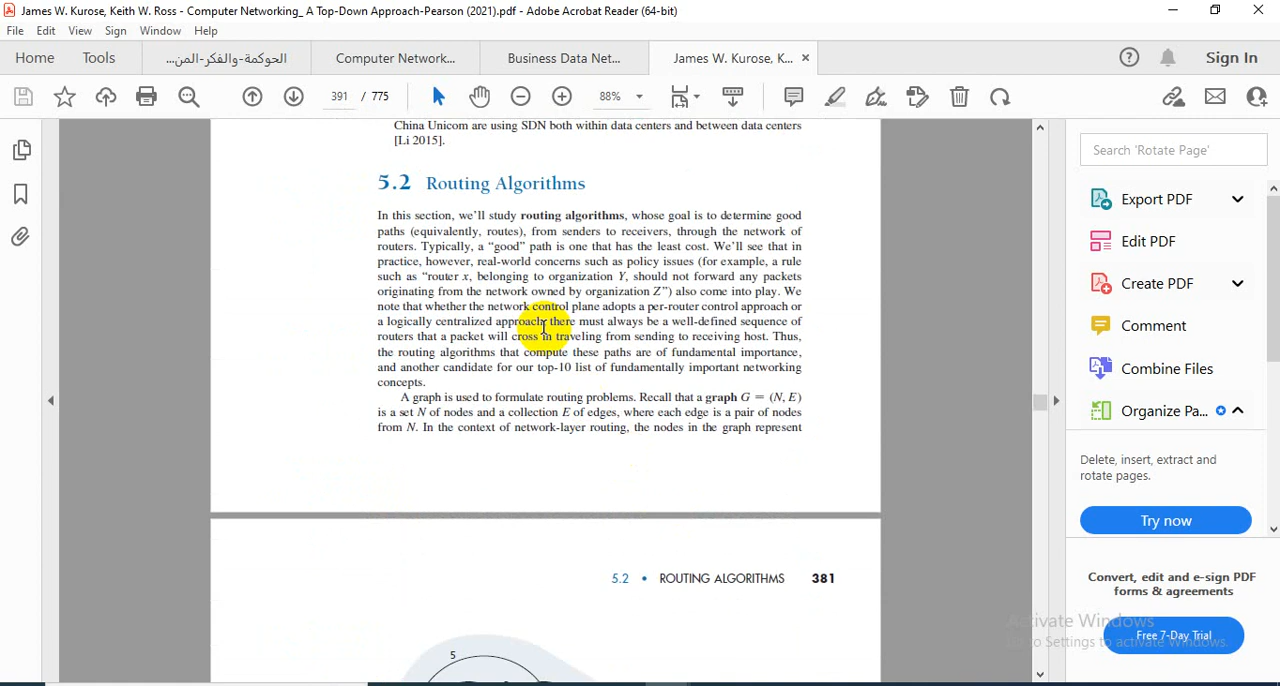 James W. Kurose, Keith W. Ross - Computer Networking_ A Top-Down Approach-Pearson (2021).pdf - Adobe Acrobat Reader (64-bit)
File Edit View Sign Window Help
Home Tools الحوكمة-والفكر-المن... Computer Network... Business Data Net... James W. Kurose, K... × Sign In
391 / 775 88%
China Unicom are using SDN both within data centers and between data centers
[Li 2015].
5.2 Routing Algorithms
In this section, we’ll study routing algorithms, whose goal is to determine good
paths (equivalently, routes), from senders to receivers, through the network of
routers. Typically, a “good” path is one that has the least cost. We’ll see that in
practice, however, real-world concerns such as policy issues (for example, a rule
such as “router x, belonging to organization Y, should not forward any packets
originating from the network owned by organization Z”) also come into play. We
note that whether the network control plane adopts a per-router control approach or
a logically centralized approach, there must always be a well-defined sequence of
routers that a packet will cross in traveling from sending to receiving host. Thus,
the routing algorithms that compute these paths are of fundamental importance,
and another candidate for our top-10 list of fundamentally important networking
concepts.
A graph is used to formulate routing problems. Recall that a graph G = (N, E)
is a set N of nodes and a collection E of edges, where each edge is a pair of nodes
from N. In the context of network-layer routing, the nodes in the graph represent
5.2 • ROUTING ALGORITHMS 381
5
Search 'Rotate Page'
Export PDF
Edit PDF
Create PDF
Comment
Combine Files
Organize Pa...
Delete, insert, extract and
rotate pages.
Try now
Convert, edit and e-sign PDF
forms & agreements
Activate Windows
Free 7-Day Trial
Go to Settings to activate Windows.